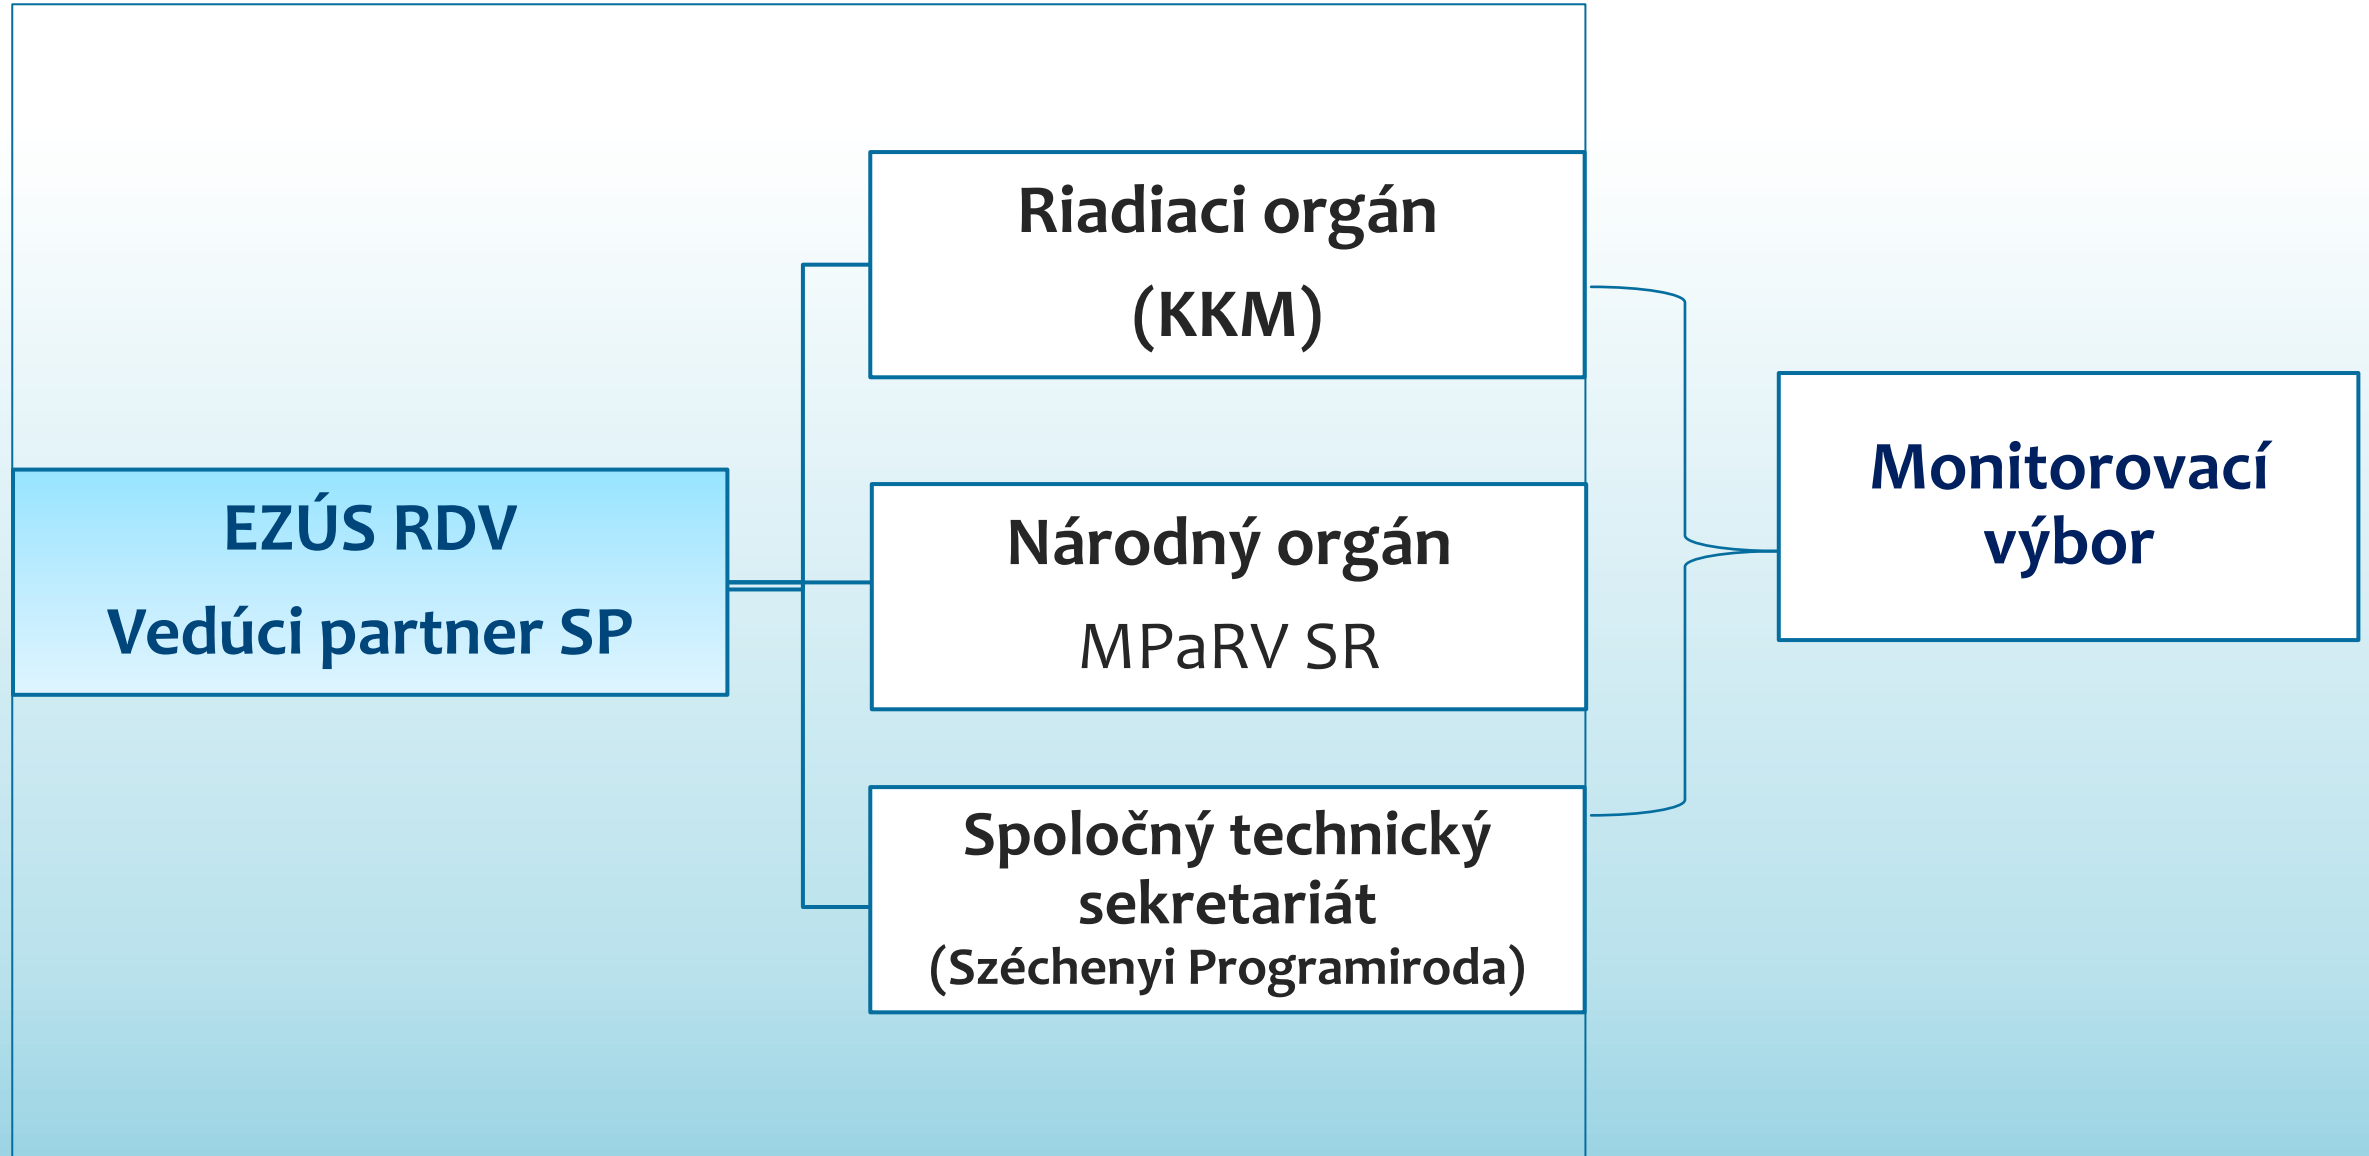 EZÚS RDV
Vedúci partner SP
Riadiaci orgán
(KKM)
Národný orgán
MPaRV SR
Spoločný technický
sekretariát
(Széchenyi Programiroda)
Monitorovací
výbor